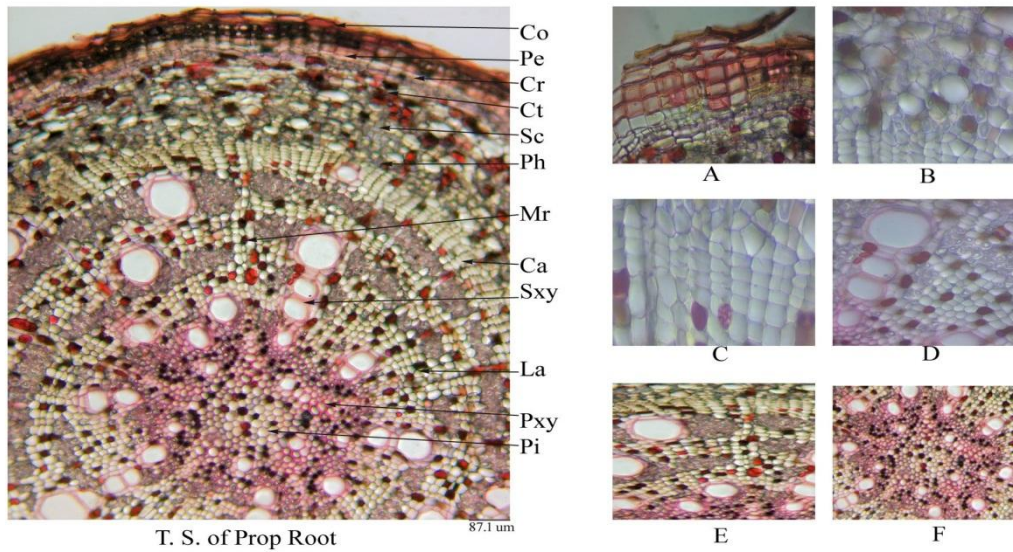 Co
Pe
Cr
Ct
Sc
Ph
Mr
Ca
Sxy
La
Pxy
Pi
87.1 um
T. S. of Prop Root
A
B
C
D
E
F